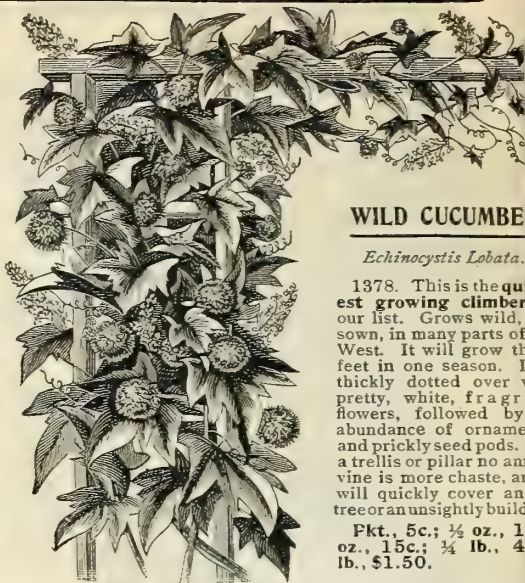 WILD CUCUMBE
Echinocystis Lobata.
1378. This is the qui
est growing climber
our list. Grows wild,
sown, in many parts of
West. It will grow th
feet in one season. I
thickly dotted over w
pretty, white, fragr
flowers, followed by
abundance of orname
and prickly seed pods.
a trellis or pillar no ann
vine is more chaste, an
will quickly cover an
tree or an unsightly build
Pkt., 5c.; ½ oz., 1
oz., 15c.; ¼ lb., 4
lb., $1.50.